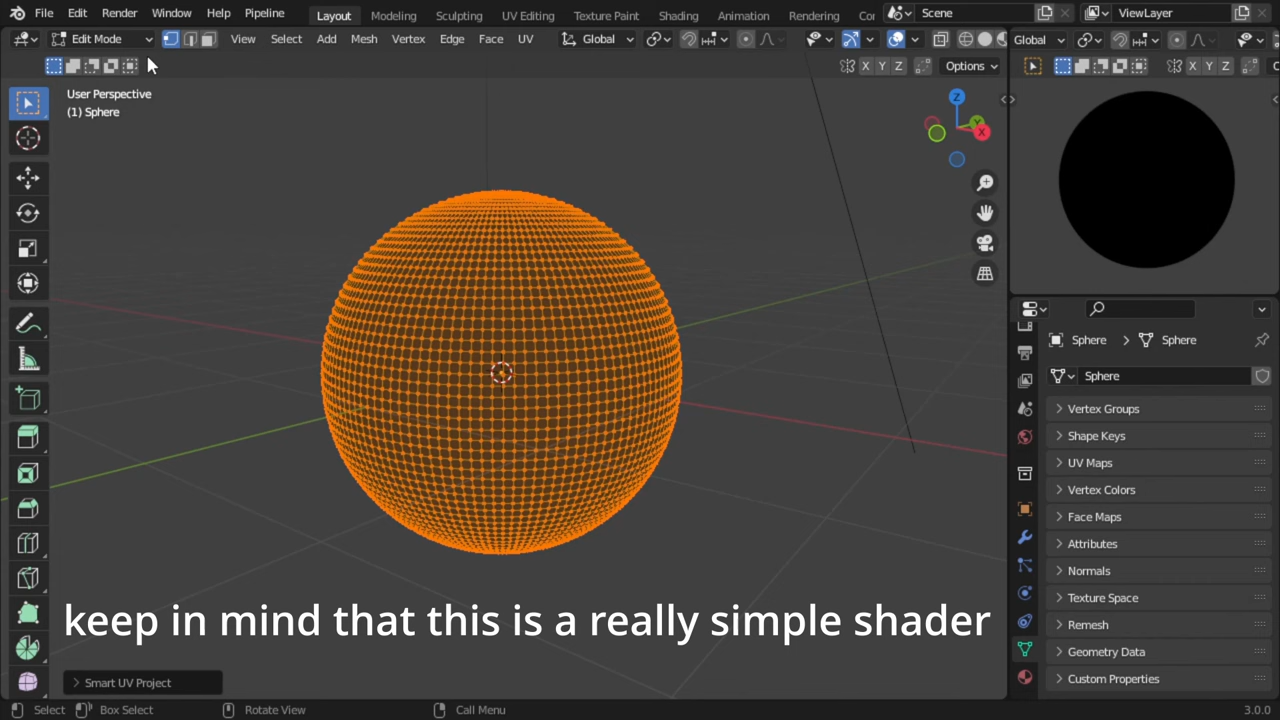 File Edit Render Window Help Pipeline Layout Modeling Sculpting UV Editing Texture Paint Shading Animation Rendering Co Scene ViewLayer
Edit Mode View Select Add Mesh Vertex Edge Face UV Global Global
X Y Z Options X Y Z
User Perspective
(1) Sphere
Z
Y
X
Sphere > Sphere
Sphere
Vertex Groups
Shape Keys
UV Maps
Vertex Colors
Face Maps
Attributes
Normals
Texture Space
Remesh
Geometry Data
Custom Properties
keep in mind that this is a really simple shader
Smart UV Project
Select Box Select Rotate View Call Menu 3.0.0